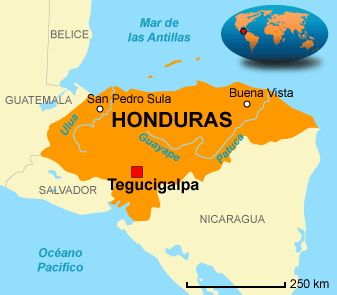 BELICE
Mar de
las Antillas
GUATEMALA
San Pedro Sula
Buena Vista
Ulua
HONDURAS
Guayape
Patuca
Tegucigalpa
SALVADOR
NICARAGUA
Océano
Pacifico
250 km